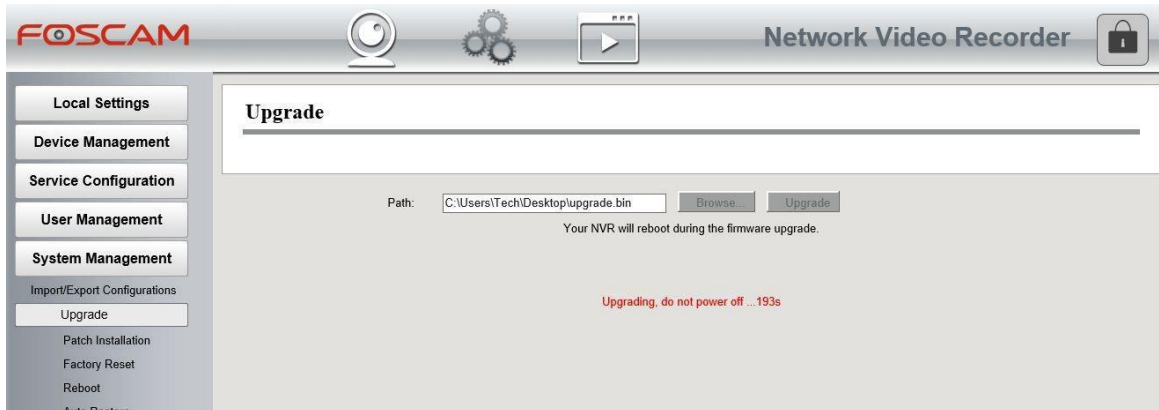 FOSCAM
Network Video Recorder
Local Settings
Device Management
Service Configuration
User Management
System Management
Import/Export Configurations
Upgrade
Patch Installation
Factory Reset
Reboot
Upgrade
Path: C:\Users\Tech\Desktop\upgrade.bin Browse... Upgrade
Your NVR will reboot during the firmware upgrade.
Upgrading, do not power off ...193s